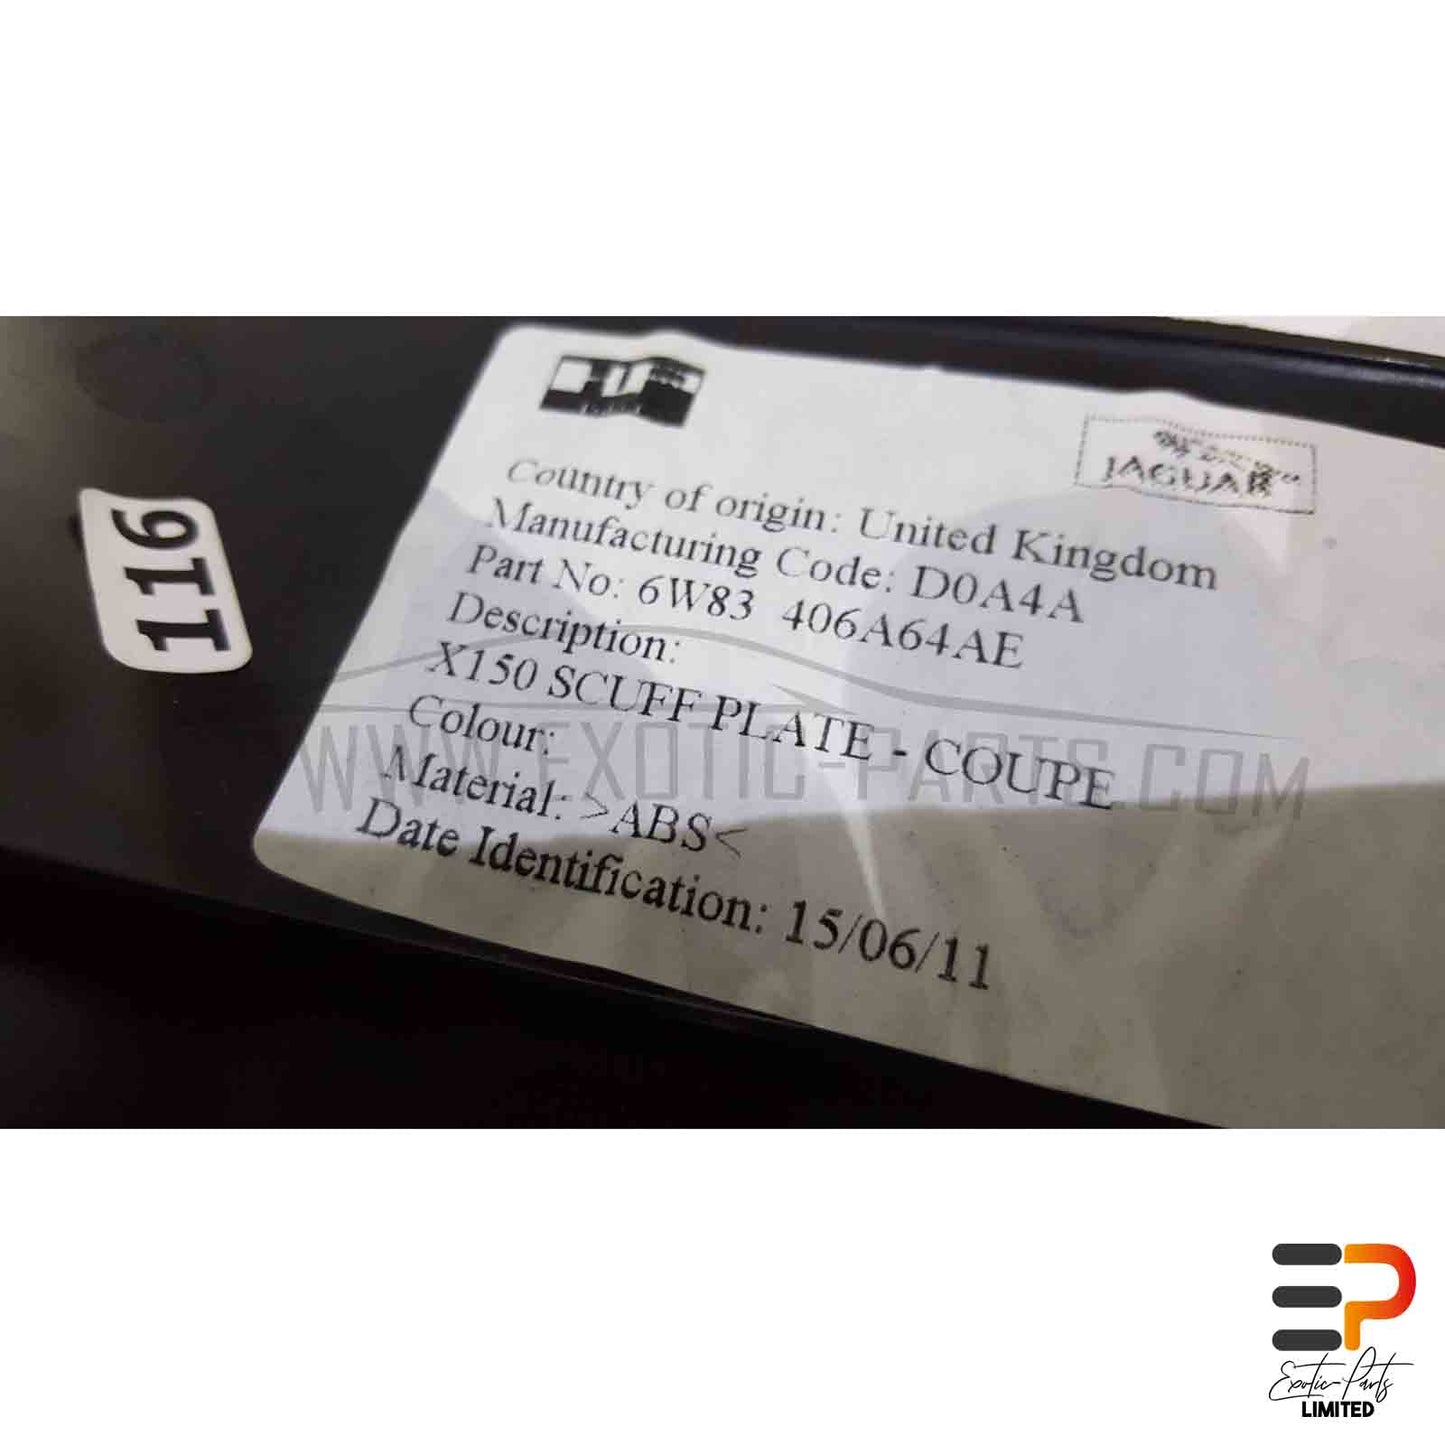 JAGUAR
116
Country of origin: United Kingdom
Manufacturing Code: D0A4A
Part No: 6W83 406A64AE
Description:
X150 SCUFF PLATE - COUPE
Colour:
Material: >ABS<
Date Identification: 15/06/11
WWW.EXOTIC-PARTS.COM
EP
Exotic-Parts
LIMITED